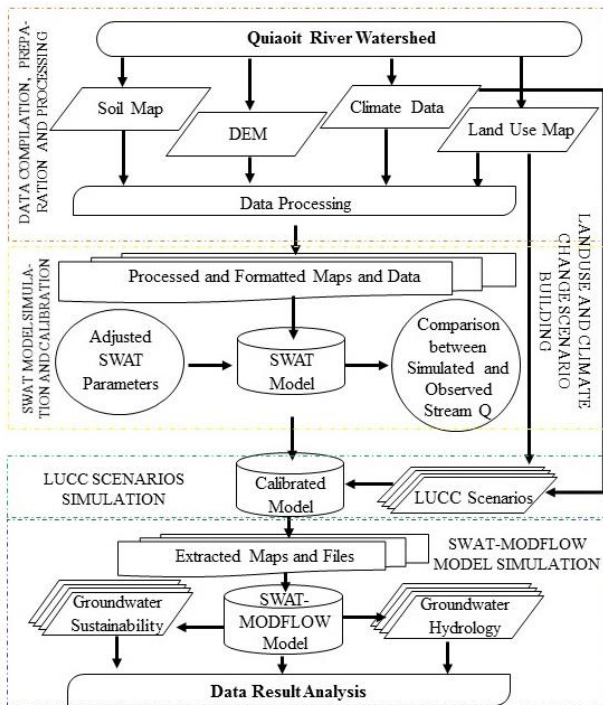 DATA COMPILATION, PREPA-
RATION AND PROCESSING
Quiaoit River Watershed
Soil Map
DEM
Climate Data
Land Use Map
Data Processing
SWAT MODEL SIMULA-
TION AND CALIBRATION
Processed and Formatted Maps and Data
Adjusted
SWAT
Parameters
SWAT
Model
Comparison
between
Simulated and
Observed
Stream Q
LANDUSE AND CLIMATE
CHANGE SCENARIO
BUILDING
LUCC SCENARIOS
SIMULATION
Calibrated
Model
LUCC Scenarios
Extracted Maps and Files
SWAT-MODFLOW
MODEL SIMULATION
Groundwater
Sustainability
SWAT-
MODFLOW
Model
Groundwater
Hydrology
Data Result Analysis